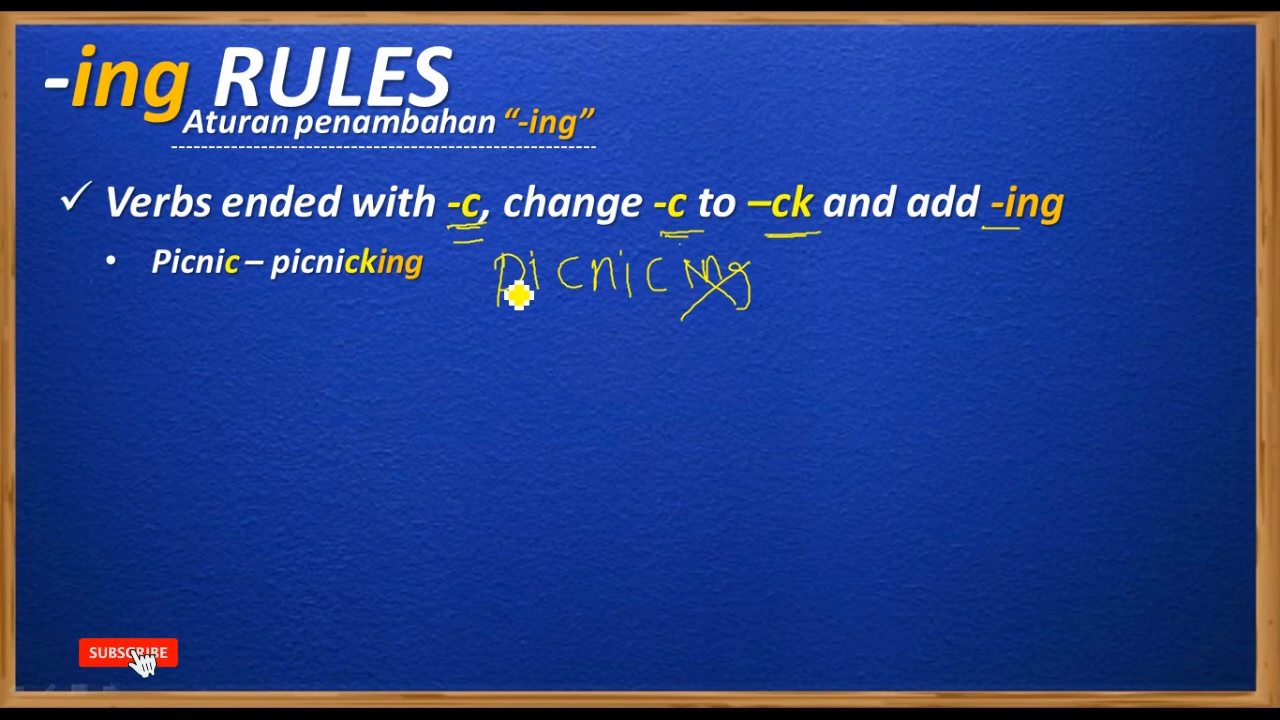 -ing RULES
Aturan penambahan “-ing”
✓ Verbs ended with -c, change -c to –ck and add -ing
• Picnic – picnicking
picnicing
SUBSCRIBE